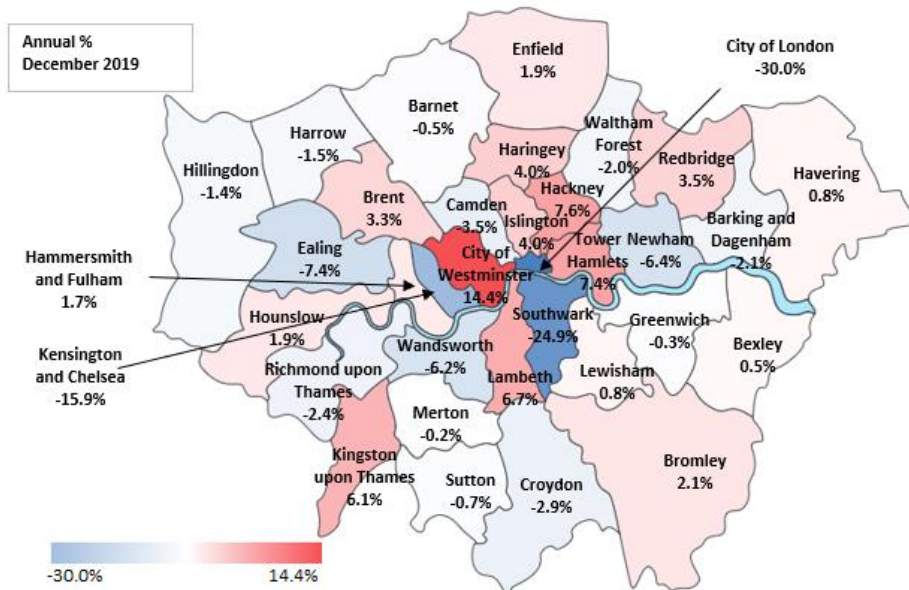 Annual %
December 2019
Enfield
1.9%
City of London
-30.0%
Barnet
-0.5%
Harrow
-1.5%
Hillingdon
-1.4%
Haringey
4.0%
Waltham
Forest
-2.0%
Redbridge
3.5%
Havering
0.8%
Brent
3.3%
Camden
-3.5%
Islington
4.0%
Hackney
7.6%
Barking and
Dagenham
-2.1%
Ealing
-7.4%
City of
Westminster
14.4%
Tower
Hamlets
7.4%
Newham
-6.4%
Hammersmith
and Fulham
1.7%
Hounslow
1.9%
Southwark
-24.9%
Greenwich
-0.3%
Bexley
0.5%
Kensington
and Chelsea
-15.9%
Richmond upon
Thames
-2.4%
Wandsworth
-6.2%
Lambeth
6.7%
Lewisham
0.8%
Merton
-0.2%
Kingston
upon Thames
6.1%
Sutton
-0.7%
Croydon
-2.9%
Bromley
2.1%
-30.0%
14.4%